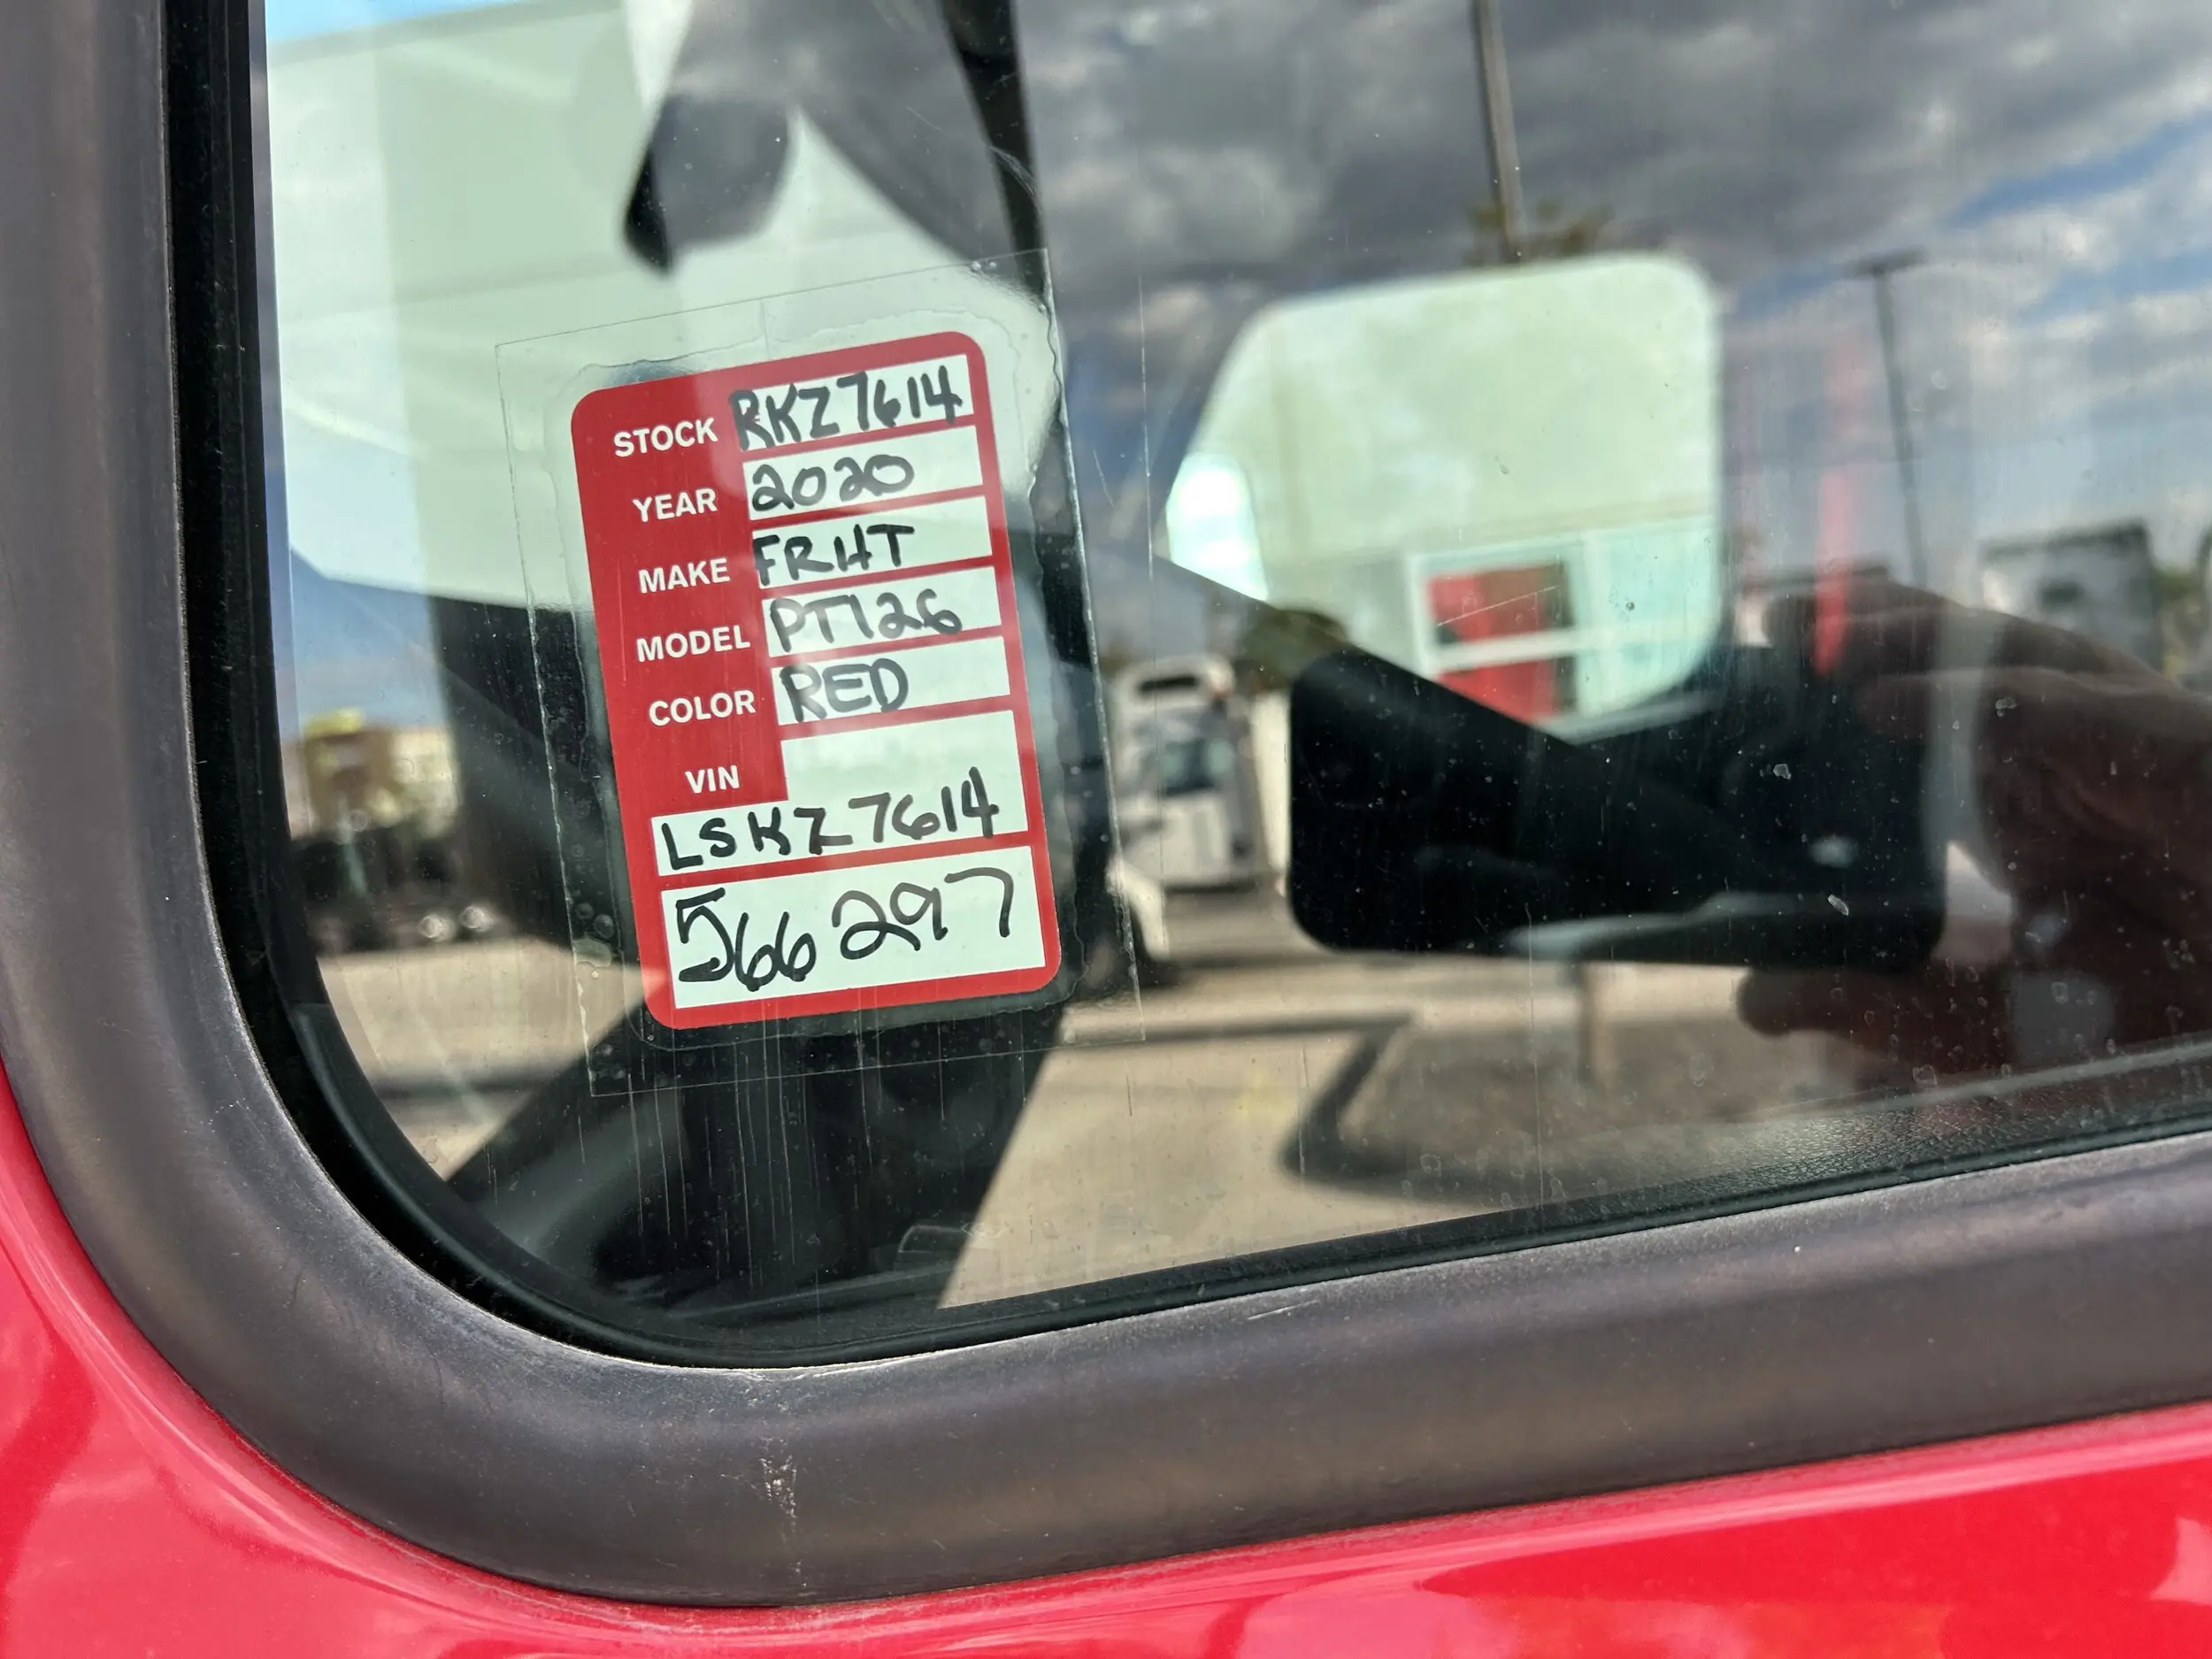 STOCK RKZ7614
YEAR 2020
MAKE FRHT
MODEL PT126
COLOR RED
VIN
LSKZ7614
566297